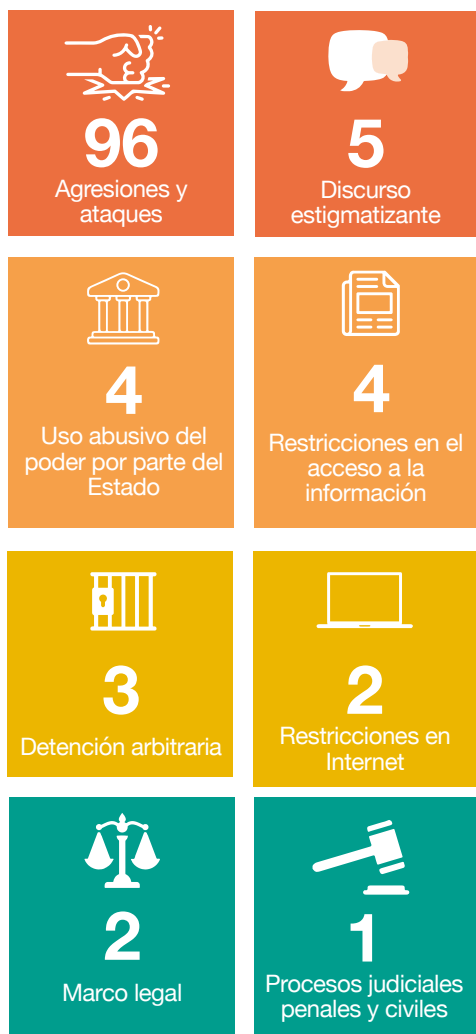 96
Agresiones y
ataques
5
Discurso
estigmatizante
4
Uso abusivo del
poder por parte del
Estado
4
Restricciones en el
acceso a la
información
3
Detención arbitraria
2
Restricciones en
Internet
2
Marco legal
1
Procesos judiciales
penales y civiles